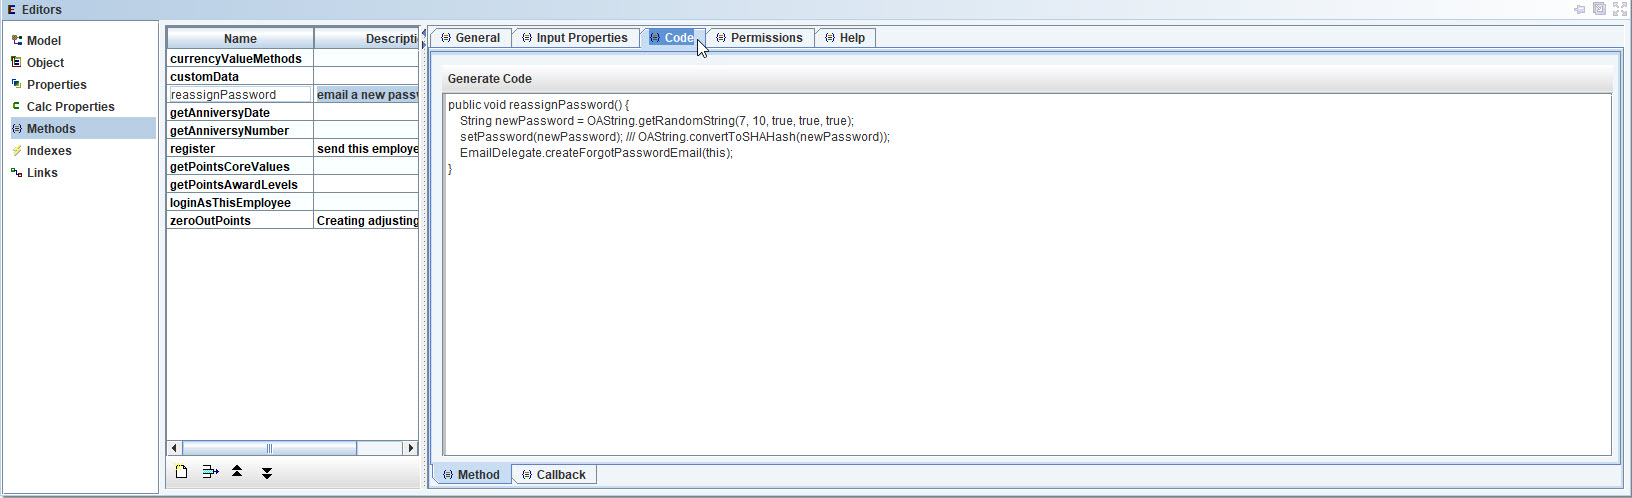 Editors
Model
Object
Properties
Calc Properties
Methods
Indexes
Links
Name Descripti
currencyValueMethods
customData
reassignPassword email a new pass
getAnniversyDate
getAnniversyNumber
register send this employe
getPointsCoreValues
getPointsAwardLevels
loginAsThisEmployee
zeroOutPoints Creating adjusting
General Input Properties Code Permissions Help
Generate Code
public void reassignPassword() {
String newPassword = OAString.getRandomString(7, 10, true, true, true);
setPassword(newPassword); /// OAString.convertToSHAHash(newPassword));
EmailDelegate.createForgotPasswordEmail(this);
}
Method Callback